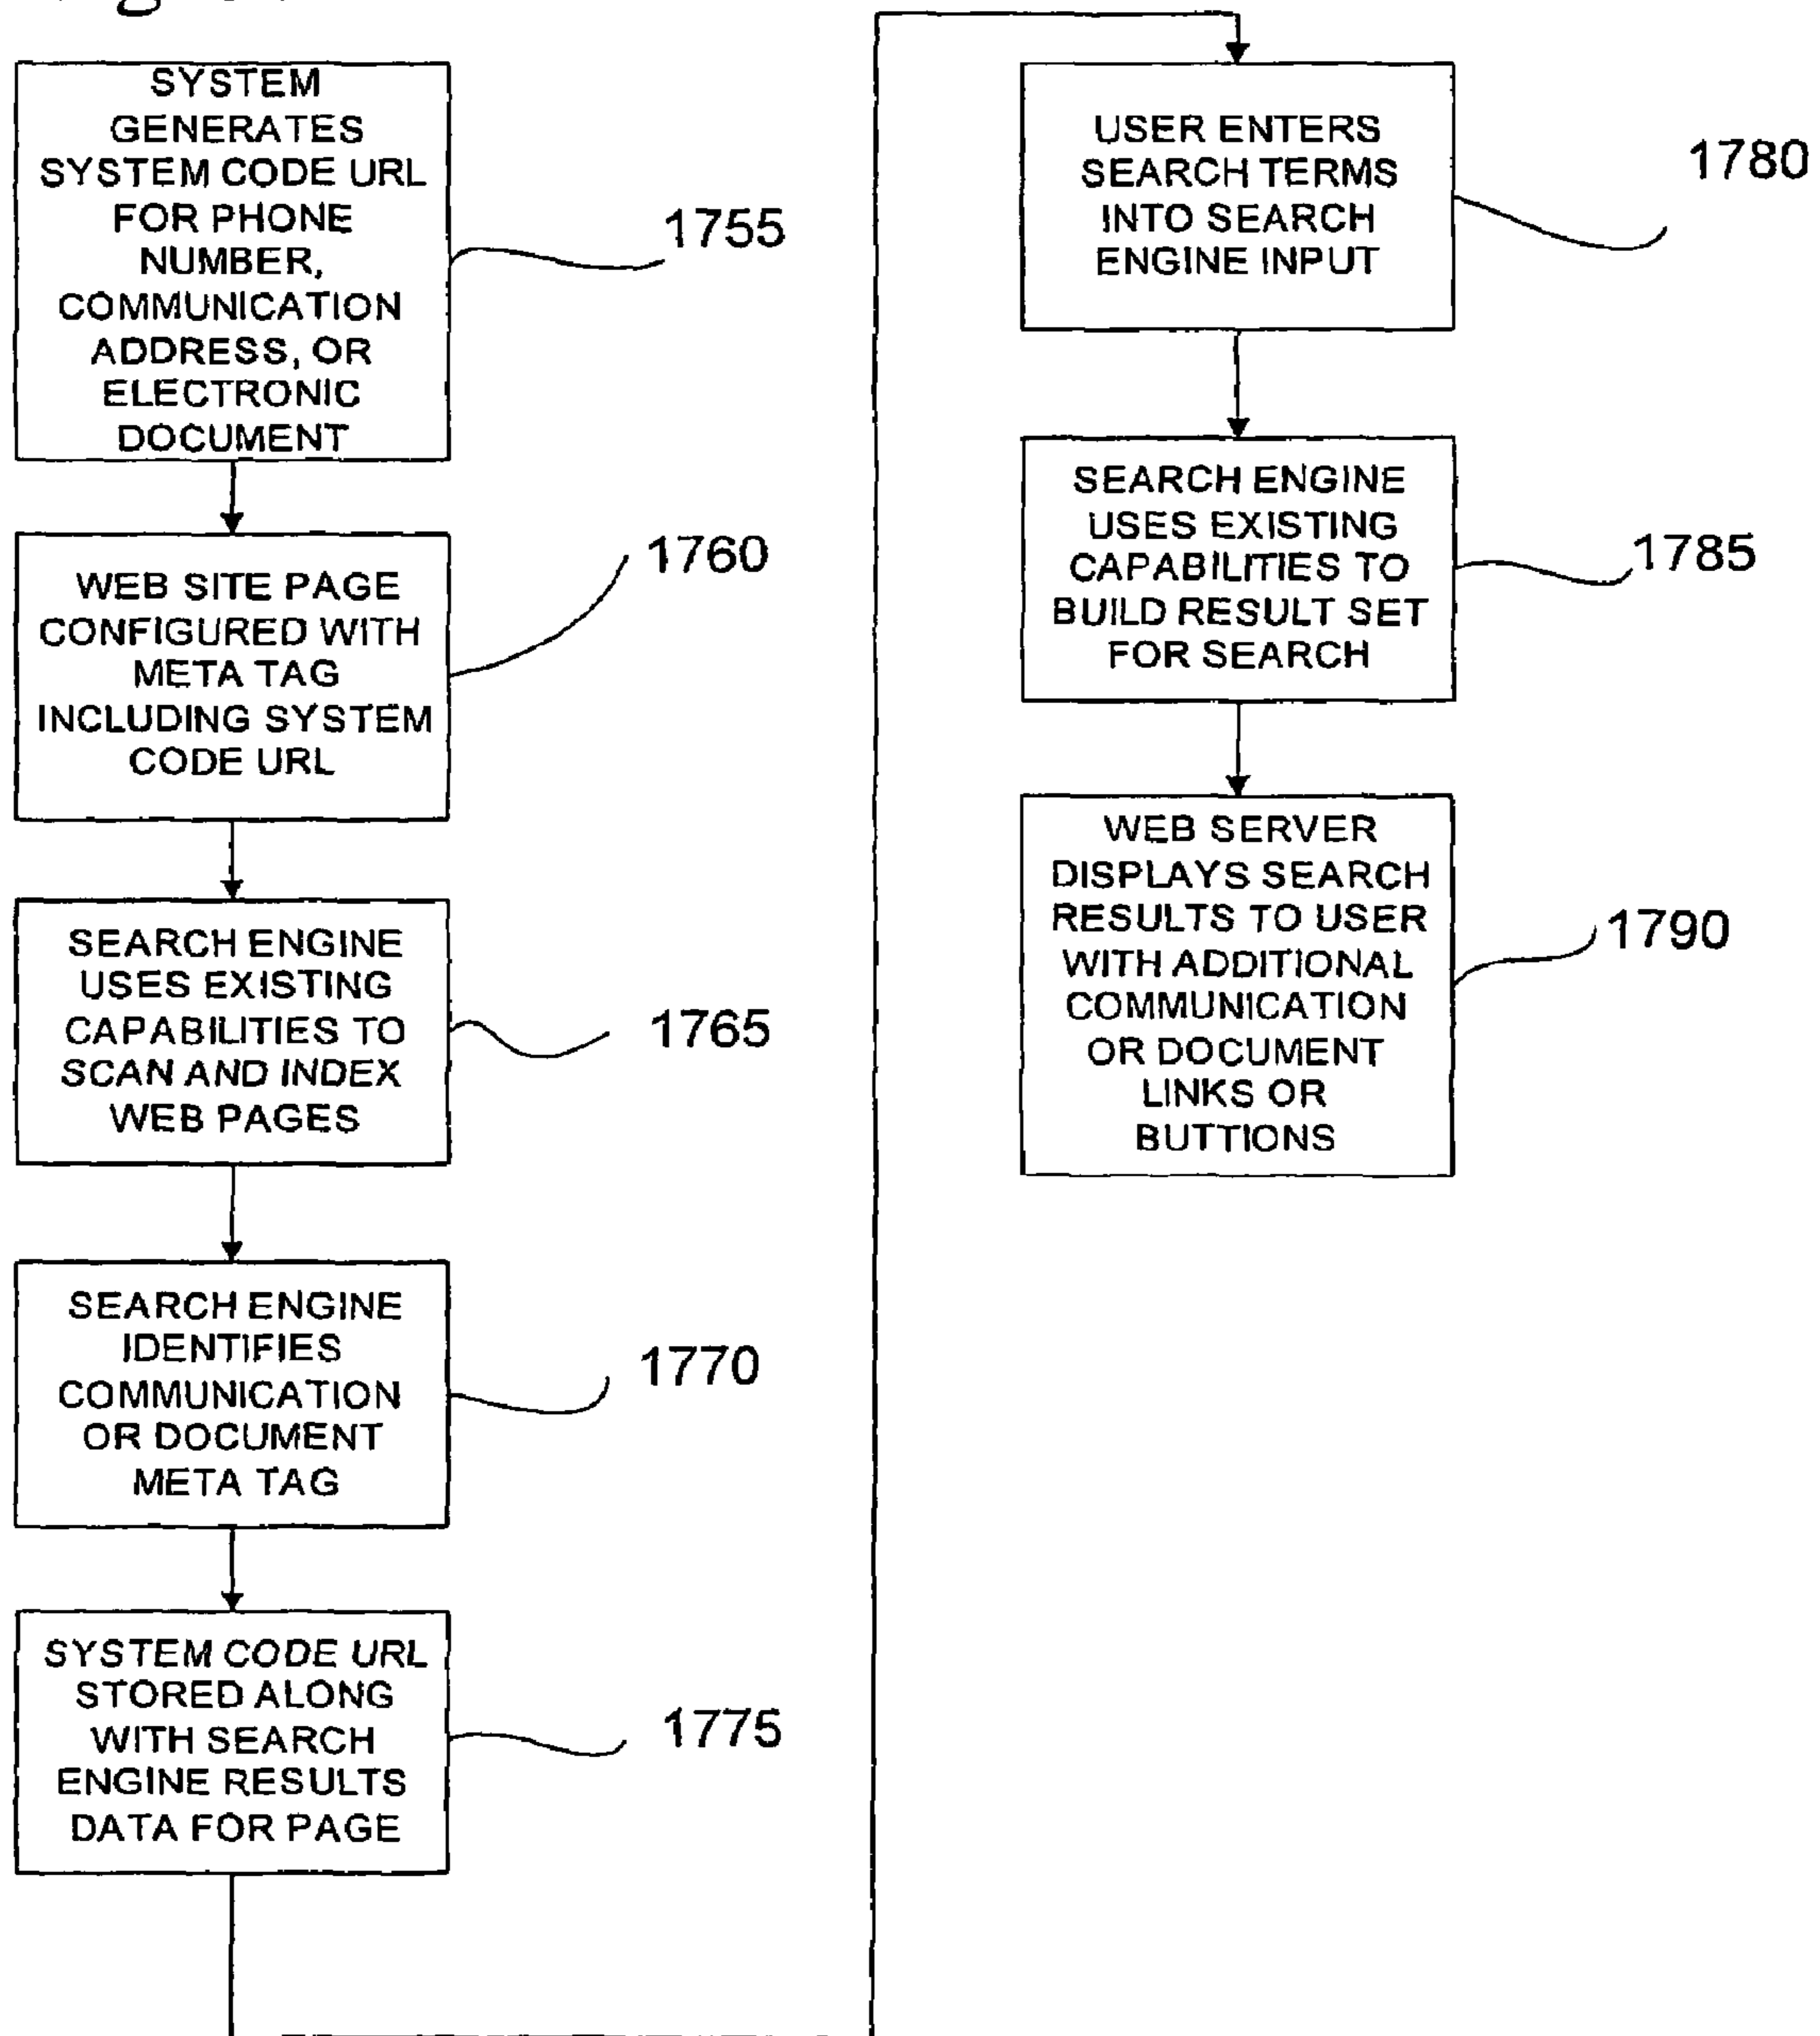 SYSTEM
GENERATES
SYSTEM CODE URL
FOR PHONE
NUMBER,
COMMUNICATION
ADDRESS, OR
ELECTRONIC
DOCUMENT
1755
WEB SITE PAGE
CONFIGURED WITH
META TAG
INCLUDING SYSTEM
CODE URL
1760
SEARCH ENGINE
USES EXISTING
CAPABILITIES TO
SCAN AND INDEX
WEB PAGES
1765
SEARCH ENGINE
IDENTIFIES
COMMUNICATION
OR DOCUMENT
META TAG
1770
SYSTEM CODE URL
STORED ALONG
WITH SEARCH
ENGINE RESULTS
DATA FOR PAGE
1775
USER ENTERS
SEARCH TERMS
INTO SEARCH
ENGINE INPUT
1780
SEARCH ENGINE
USES EXISTING
CAPABILITIES TO
BUILD RESULT SET
FOR SEARCH
1785
WEB SERVER
DISPLAYS SEARCH
RESULTS TO USER
WITH ADDITIONAL
COMMUNICATION
OR DOCUMENT
LINKS OR
BUTTIONS
1790